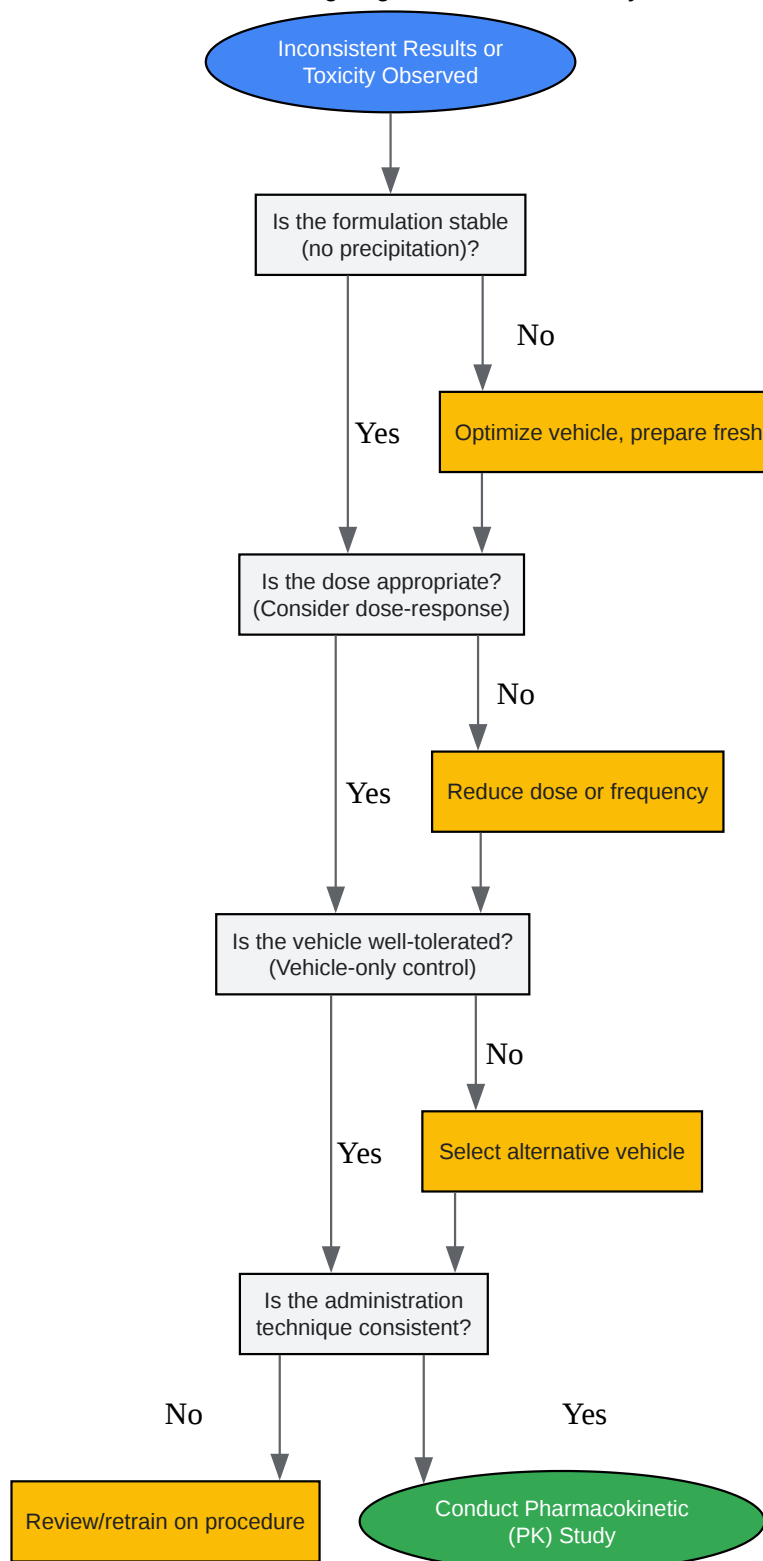 Inconsistent Results or
Toxicity Observed
Is the formulation stable
(no precipitation)?
No
Yes
Optimize vehicle, prepare fresh
Is the dose appropriate?
(Consider dose-response)
No
Yes
Reduce dose or frequency
Is the vehicle well-tolerated?
(Vehicle-only control)
No
Yes
Select alternative vehicle
Is the administration
technique consistent?
No
Yes
Review/retrain on procedure
Conduct Pharmacokinetic
(PK) Study